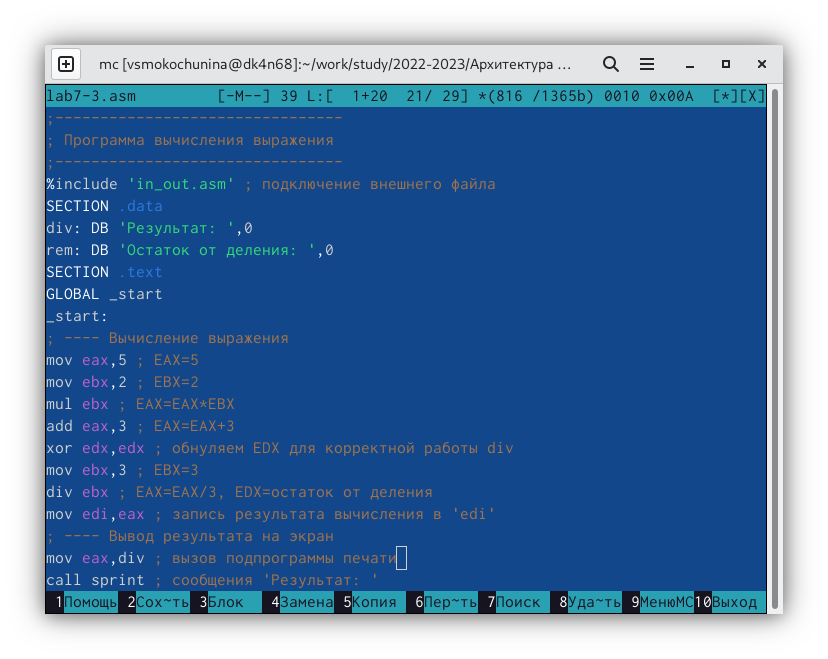 mc [vsmokochunina@dk4n68]:~/work/study/2022-2023/Архитектура ...
lab7-3.asm [-M--] 39 L:[ 1+20 21/ 29] *(816 /1365b) 0010 0x00A [*][X]
;--------------------------------
; Программа вычисления выражения
;--------------------------------
%include 'in_out.asm' ; подключение внешнего файла
SECTION .data
div: DB 'Результат: ',0
rem: DB 'Остаток от деления: ',0
SECTION .text
GLOBAL _start
_start:
; ---- Вычисление выражения
mov eax,5 ; EAX=5
mov ebx,2 ; EBX=2
mul ebx ; EAX=EAX*EBX
add eax,3 ; EAX=EAX+3
xor edx,edx ; обнуляем EDX для корректной работы div
mov ebx,3 ; EBX=3
div ebx ; EAX=EAX/3, EDX=остаток от деления
mov edi,eax ; запись результата вычисления в 'edi'
; ---- Вывод результата на экран
mov eax,div ; вызов подпрограммы печати
call sprint ; сообщения 'Результат: '
1Помощь 2Сох~ть 3Блок 4Замена 5Копия 6Пер~ть 7Поиск 8Уда~ть 9МенюMC 10Выход